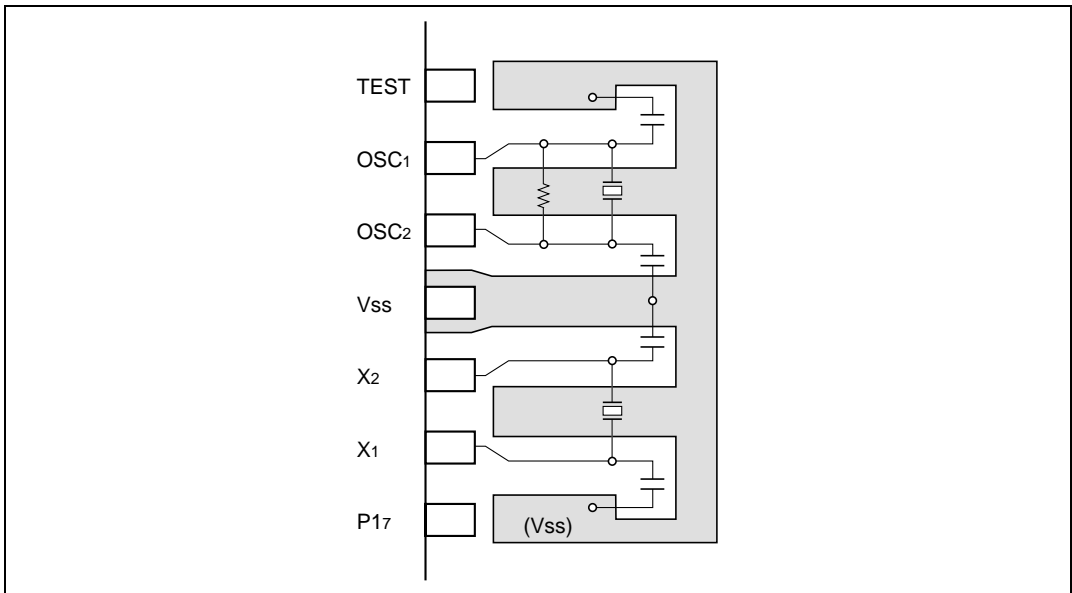 TEST
OSC1
OSC2
Vss
X2
X1
P17
(Vss)